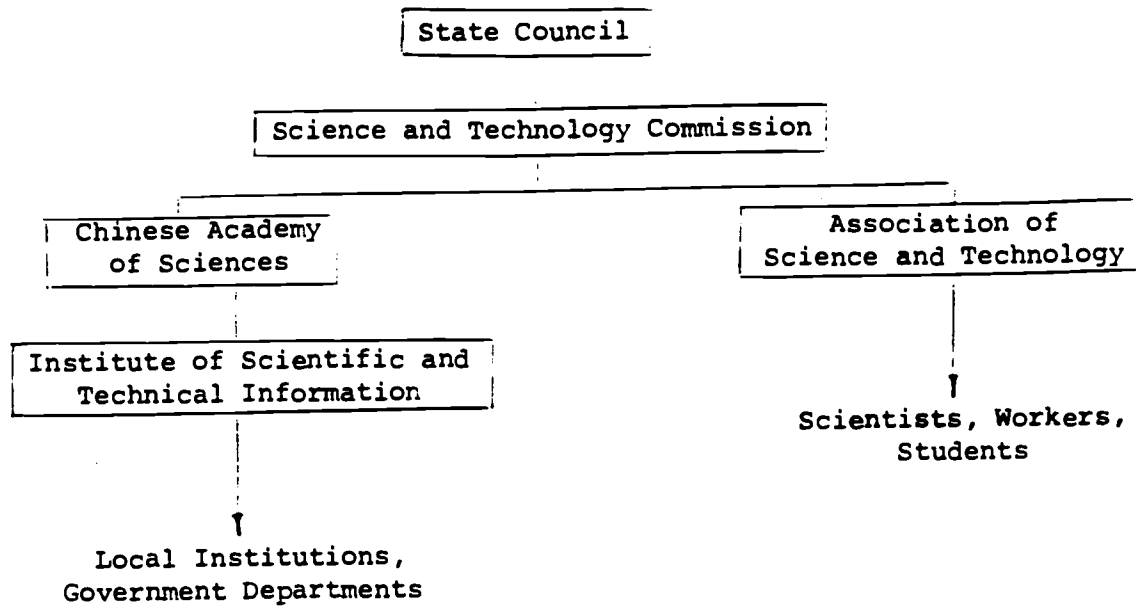 State Council
Science and Technology Commission
Chinese Academy
of Sciences
Association of
Science and Technology
Institute of Scientific and
Technical Information
Scientists, Workers,
Students
Local Institutions,
Government Departments